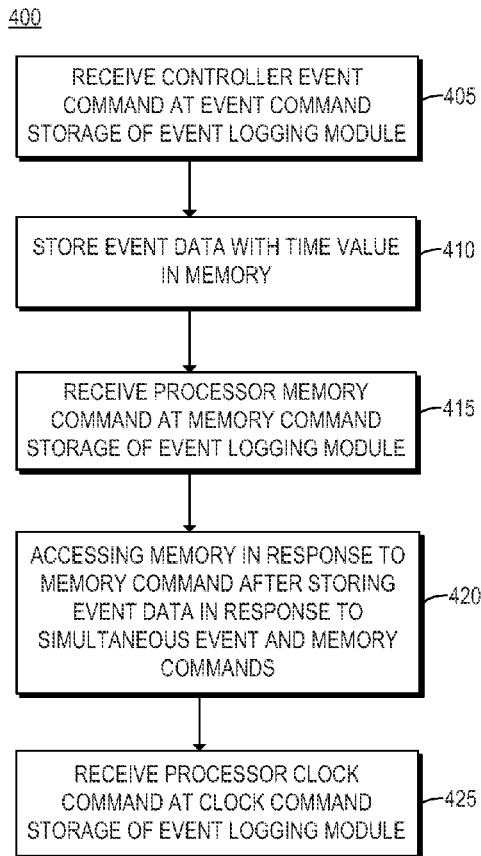 400
RECEIVE CONTROLLER EVENT
COMMAND AT EVENT COMMAND
STORAGE OF EVENT LOGGING MODULE
405
STORE EVENT DATA WITH TIME VALUE
IN MEMORY
410
RECEIVE PROCESSOR MEMORY
COMMAND AT MEMORY COMMAND
STORAGE OF EVENT LOGGING MODULE
415
ACCESSING MEMORY IN RESPONSE TO
MEMORY COMMAND AFTER STORING
EVENT DATA IN RESPONSE TO
SIMULTANEOUS EVENT AND MEMORY
COMMANDS
420
RECEIVE PROCESSOR CLOCK
COMMAND AT CLOCK COMMAND
STORAGE OF EVENT LOGGING MODULE
425